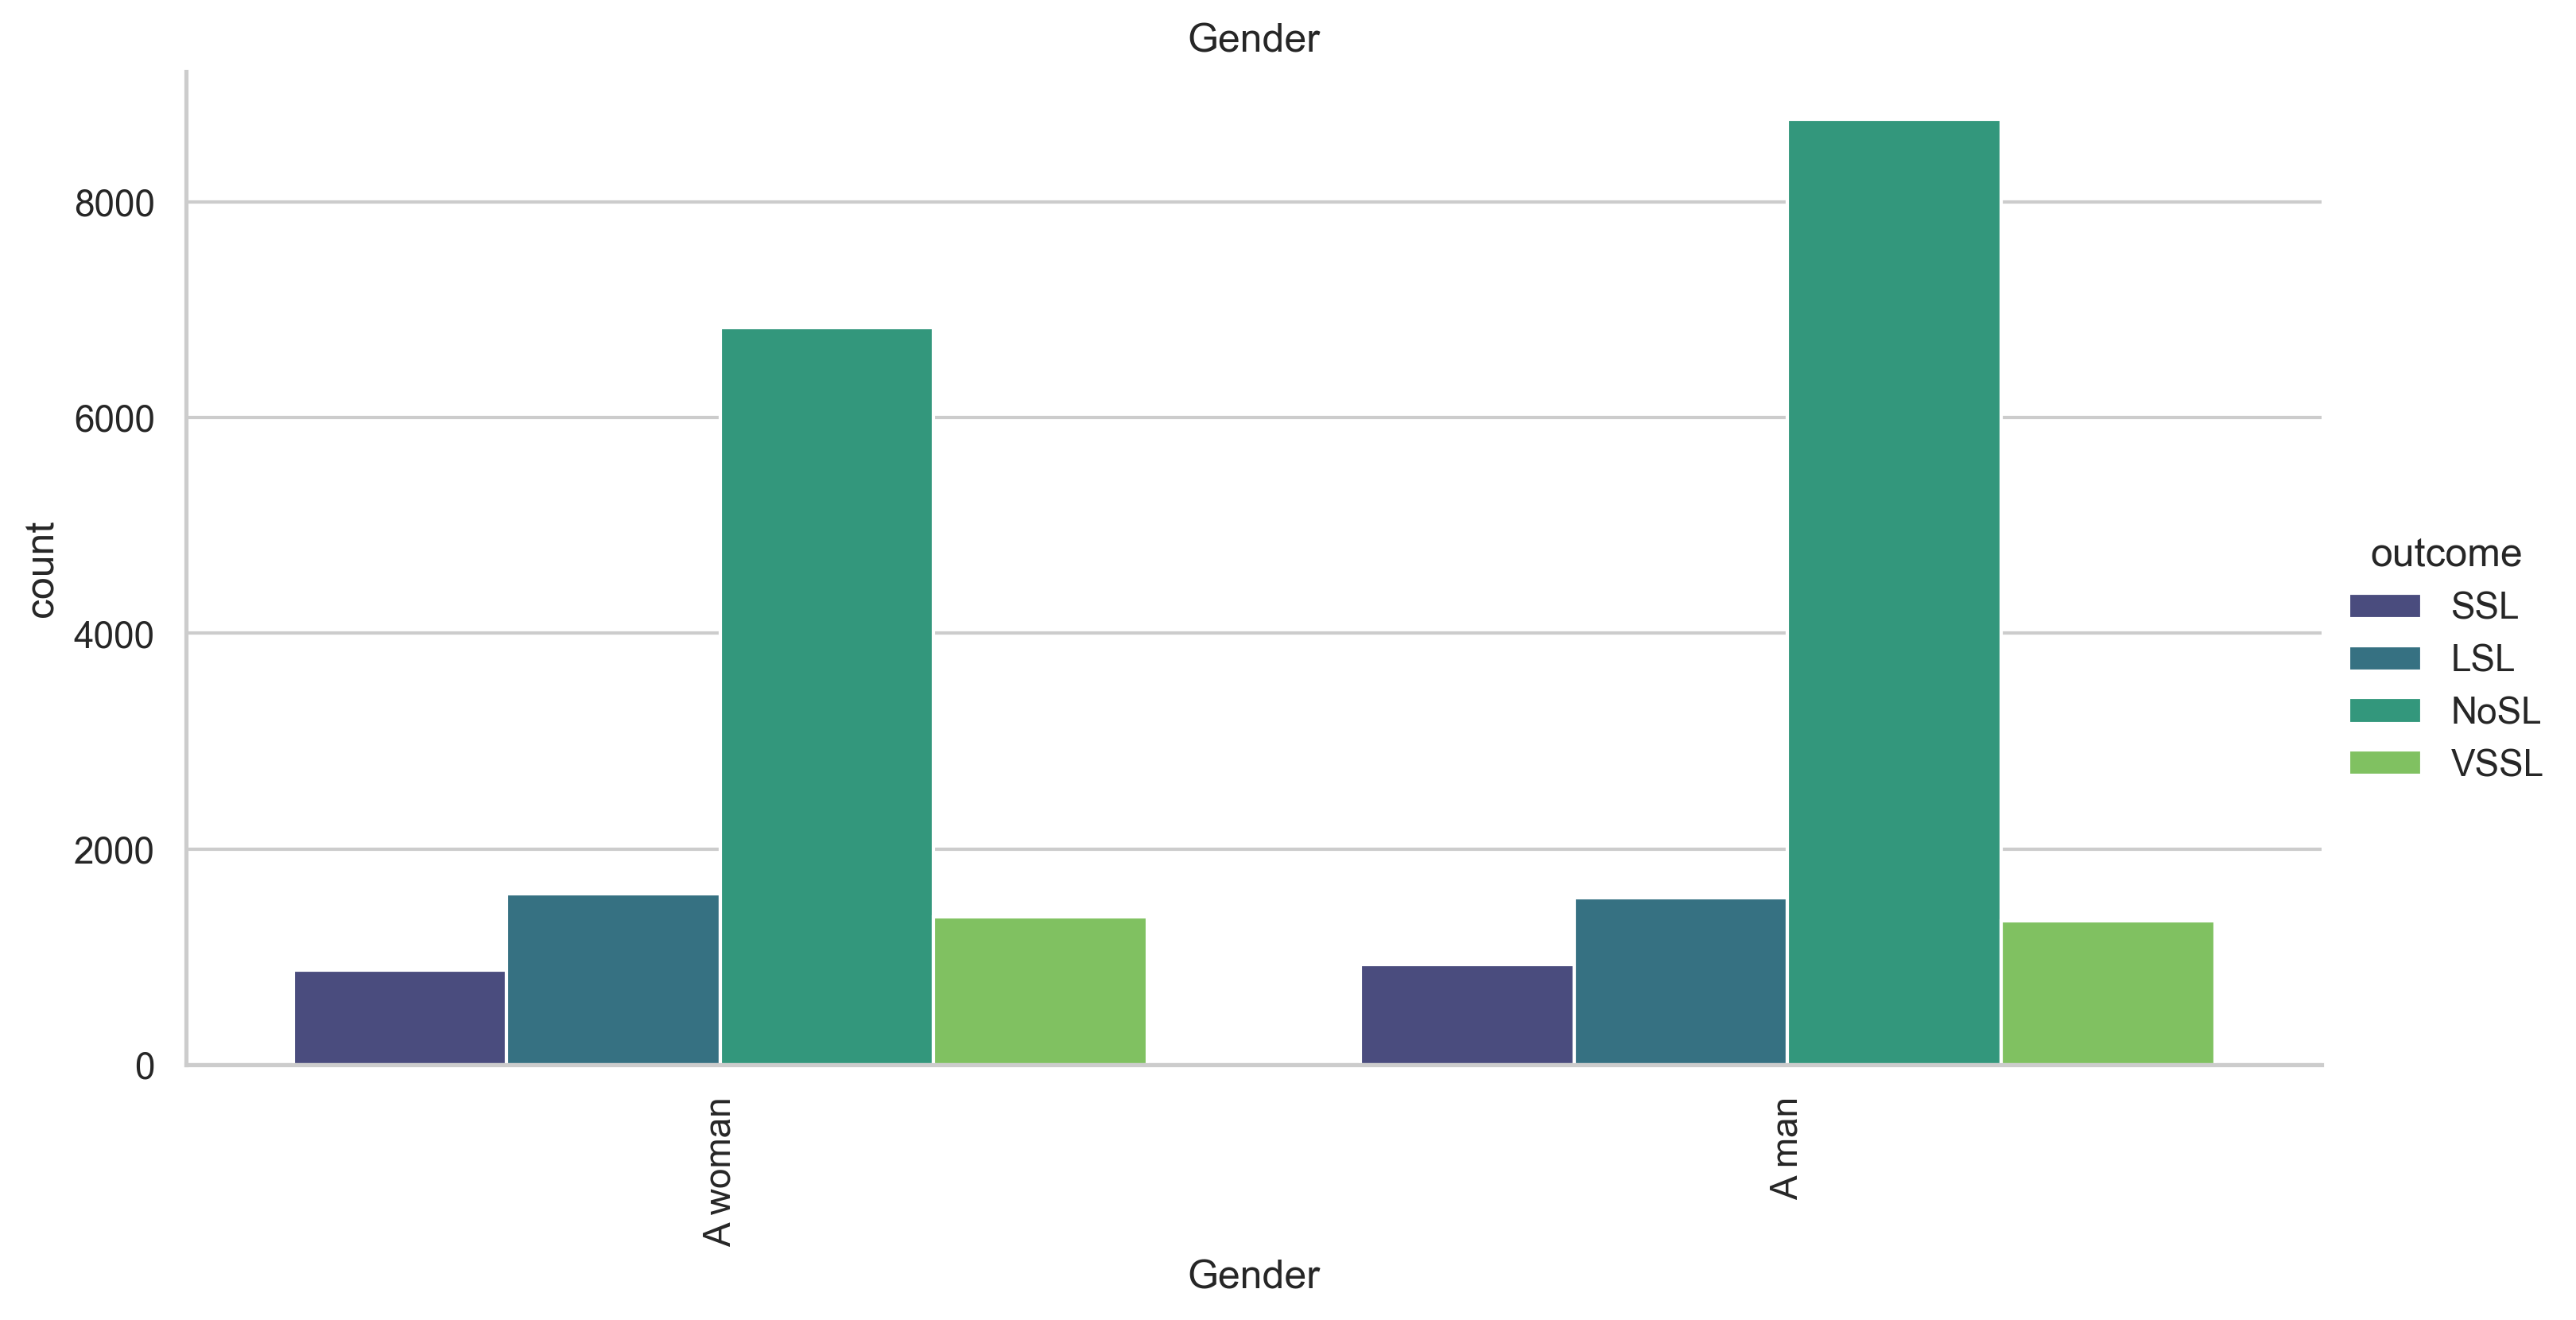 Gender
8000
6000
4000
2000
0
count
A woman
A man
Gender
outcome
SSL
LSL
NoSL
VSSL